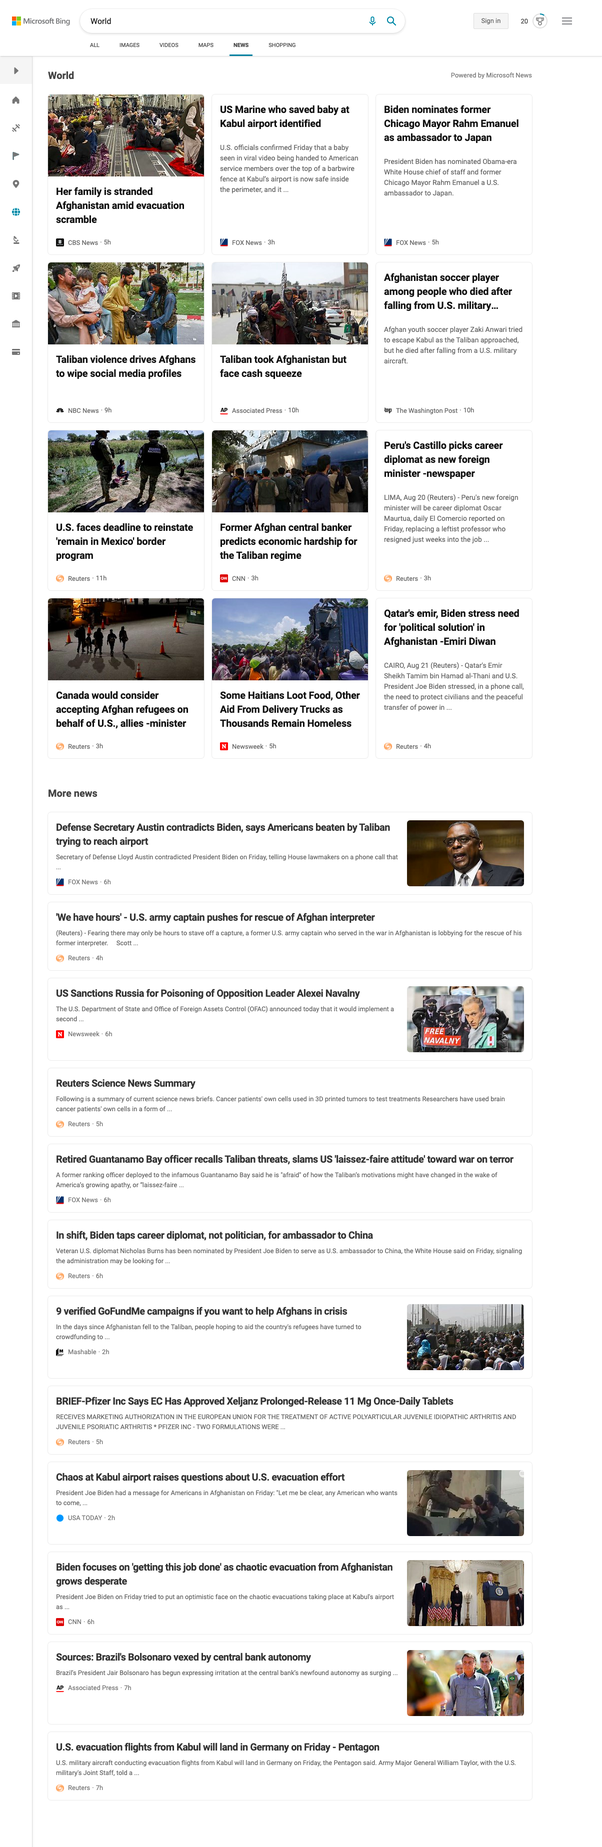 Microsoft Bing
World
Sign in
20
ALL
IMAGES
VIDEOS
MAPS
NEWS
SHOPPING
World
Powered by Microsoft News
Her family is stranded
Afghanistan amid evacuation
scramble
CBS News · 5h
US Marine who saved baby at
Kabul airport identified
U.S. officials confirmed Friday that a baby
seen in viral video being handed to American
service members over the top of a barbwire
fence at Kabul's airport is now safe inside
the perimeter, and it ...
FOX News · 3h
Biden nominates former
Chicago Mayor Rahm Emanuel
as ambassador to Japan
President Biden has nominated Obama-era
White House chief of staff and former
Chicago Mayor Rahm Emanuel a U.S.
ambassador to Japan.
FOX News · 5h
Taliban violence drives Afghans
to wipe social media profiles
NBC News · 9h
Taliban took Afghanistan but
face cash squeeze
AP
Associated Press · 10h
Afghanistan soccer player
among people who died after
falling from U.S. military...
Afghan youth soccer player Zaki Anwari tried
to escape Kabul as the Taliban approached,
but he died after falling from a U.S. military
aircraft.
wp
The Washington Post · 10h
U.S. faces deadline to reinstate
'remain in Mexico' border
program
Reuters · 11h
Former Afghan central banker
predicts economic hardship for
the Taliban regime
CNN
CNN · 3h
Peru's Castillo picks career
diplomat as new foreign
minister -newspaper
LIMA, Aug 20 (Reuters) - Peru's new foreign
minister will be career diplomat Oscar
Maurtua, daily El Comercio reported on
Friday, replacing a leftist professor who
resigned just weeks into the job ...
Reuters · 3h
Canada would consider
accepting Afghan refugees on
behalf of U.S., allies -minister
Reuters · 3h
Some Haitians Loot Food, Other
Aid From Delivery Trucks as
Thousands Remain Homeless
N
Newsweek · 5h
Qatar's emir, Biden stress need
for 'political solution' in
Afghanistan -Emiri Diwan
CAIRO, Aug 21 (Reuters) - Qatar's Emir
Sheikh Tamim bin Hamad al-Thani and U.S.
President Joe Biden stressed, in a phone call,
the need to protect civilians and the peaceful
transfer of power in ...
Reuters · 4h
More news
Defense Secretary Austin contradicts Biden, says Americans beaten by Taliban
trying to reach airport
Secretary of Defense Lloyd Austin contradicted President Biden on Friday, telling House lawmakers on a phone call that
...
FOX News · 6h
'We have hours' - U.S. army captain pushes for rescue of Afghan interpreter
(Reuters) - Fearing there may only be hours to stave off a capture, a former U.S. army captain who served in the war in Afghanistan is lobbying for the rescue of his
former interpreter. Scott ...
Reuters · 4h
US Sanctions Russia for Poisoning of Opposition Leader Alexei Navalny
The U.S. Department of State and Office of Foreign Assets Control (OFAC) announced today that it would implement a
second ...
N
Newsweek · 6h
FREE
NAVALNY
Reuters Science News Summary
Following is a summary of current science news briefs. Cancer patients' own cells used in 3D printed tumors to test treatments Researchers have used brain
cancer patients' own cells in a form of ...
Reuters · 5h
Retired Guantanamo Bay officer recalls Taliban threats, slams US 'laissez-faire attitude' toward war on terror
A former ranking officer deployed to the infamous Guantanamo Bay said he is "afraid" of how the Taliban's motivations might have changed in the wake of
America's growing apathy, or "laissez-faire ...
FOX News · 6h
In shift, Biden taps career diplomat, not politician, for ambassador to China
Veteran U.S. diplomat Nicholas Burns has been nominated by President Joe Biden to serve as U.S. ambassador to China, the White House said on Friday, signaling
the administration may be looking for ...
Reuters · 6h
9 verified GoFundMe campaigns if you want to help Afghans in crisis
In the days since Afghanistan fell to the Taliban, people hoping to aid the country's refugees have turned to
crowdfunding to ...
Mashable · 2h
BRIEF-Pfizer Inc Says EC Has Approved Xeljanz Prolonged-Release 11 Mg Once-Daily Tablets
RECEIVES MARKETING AUTHORIZATION IN THE EUROPEAN UNION FOR THE TREATMENT OF ACTIVE POLYARTICULAR JUVENILE IDIOPATHIC ARTHRITIS AND
JUVENILE PSORIATIC ARTHRITIS * PFIZER INC - TWO FORMULATIONS WERE ...
Reuters · 5h
Chaos at Kabul airport raises questions about U.S. evacuation effort
President Joe Biden had a message for Americans in Afghanistan on Friday: "Let me be clear, any American who wants
to come, ...
USA TODAY · 2h
Biden focuses on 'getting this job done' as chaotic evacuation from Afghanistan
grows desperate
President Joe Biden on Friday tried to put an optimistic face on the chaotic evacuations taking place at Kabul's airport
as ...
CNN
CNN · 6h
Sources: Brazil's Bolsonaro vexed by central bank autonomy
Brazil's President Jair Bolsonaro has begun expressing irritation at the central bank's newfound autonomy as surging ...
AP
Associated Press · 7h
U.S. evacuation flights from Kabul will land in Germany on Friday - Pentagon
U.S. military aircraft conducting evacuation flights from Kabul will land in Germany on Friday, the Pentagon said. Army Major General William Taylor, with the U.S.
military's Joint Staff, told a ...
Reuters · 7h